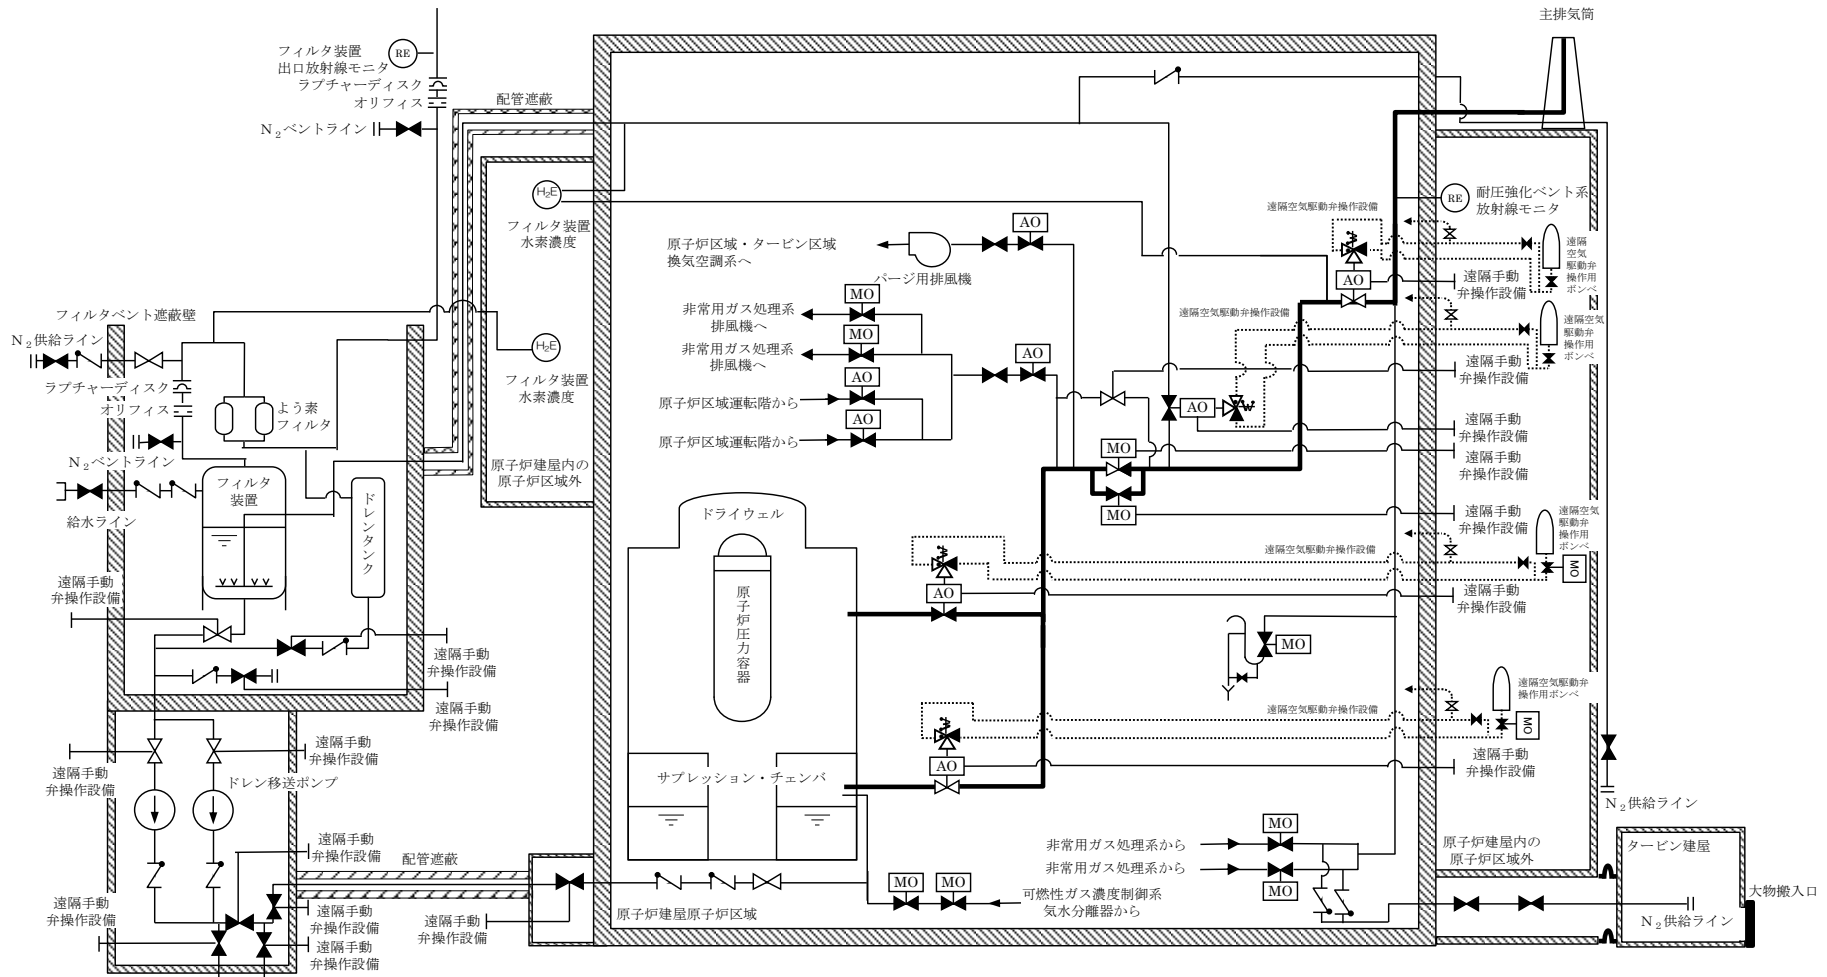 主排気筒
フィルタ装置
出口放射線モニタ
RE
ラプチャーディスク
オリフィス
N₂ベントライン
配管遮蔽
H₂E
フィルタ装置
水素濃度
原子炉区域・タービン区域
換気空調系へ
パージ用排風機
AO
非常用ガス処理系
排風機へ
MO
非常用ガス処理系
排風機へ
MO
AO
原子炉区域運転階から
AO
原子炉区域運転階から
AO
遠隔空気駆動弁操作設備
AO
RE
耐圧強化ベント系
放射線モニタ
遠隔
空気
駆動弁
操作用
ボンベ
遠隔手動
弁操作設備
遠隔空気駆動弁操作設備
遠隔空気
駆動弁
操作用
ボンベ
遠隔手動
弁操作設備
AO
遠隔手動
弁操作設備
MO
遠隔手動
弁操作設備
MO
遠隔手動
弁操作設備
フィルタベント遮蔽壁
N₂供給ライン
ラプチャーディスク
オリフィス
よう素
フィルタ
N₂ベントライン
H₂E
フィルタ装置
水素濃度
原子炉建屋内の
原子炉区域外
給水ライン
フィルタ
装置
ドレンタンク
遠隔手動
弁操作設備
遠隔手動
弁操作設備
遠隔手動
弁操作設備
ドライウェル
原子炉圧力容器
サプレッション・チェンバ
AO
遠隔空気駆動弁操作設備
遠隔空気
駆動弁
操作用
ボンベ
MO
遠隔手動
弁操作設備
MO
AO
遠隔空気駆動弁操作設備
遠隔空気駆動弁
操作用ボンベ
MO
遠隔手動
弁操作設備
遠隔手動
弁操作設備
遠隔手動
弁操作設備
ドレン移送ポンプ
遠隔手動
弁操作設備
配管遮蔽
遠隔手動
弁操作設備
遠隔手動
弁操作設備
遠隔手動
弁操作設備
遠隔手動
弁操作設備
原子炉建屋原子炉区域
MO
MO
可燃性ガス濃度制御系
気水分離器から
非常用ガス処理系から
MO
非常用ガス処理系から
MO
N₂供給ライン
原子炉建屋内の
原子炉区域外
タービン建屋
大物搬入口
N₂供給ライン